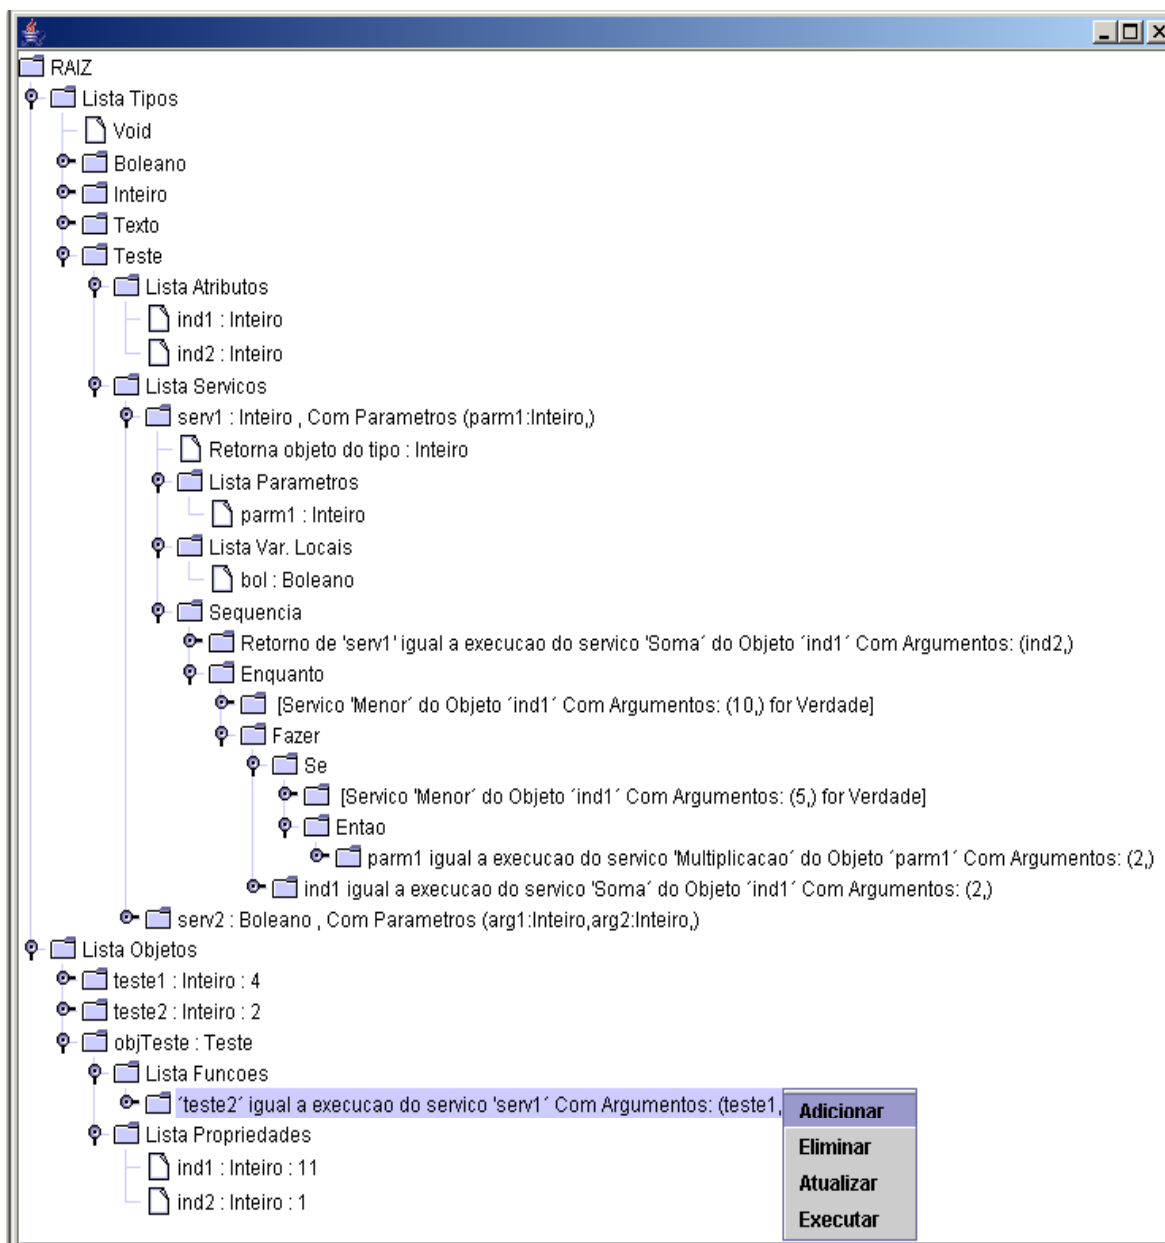 RAIZ
Lista Tipos
Void
Boleano
Inteiro
Texto
Teste
Lista Atributos
ind1 : Inteiro
ind2 : Inteiro
Lista Servicos
serv1 : Inteiro , Com Parametros (parm1:Inteiro,)
Retorna objeto do tipo : Inteiro
Lista Parametros
parm1 : Inteiro
Lista Var. Locais
bol : Boleano
Sequencia
Retorno de 'serv1' igual a execucao do servico 'Soma´ do Objeto ´ind1´ Com Argumentos: (ind2,)
Enquanto
[Servico 'Menor´ do Objeto ´ind1´ Com Argumentos: (10,) for Verdade]
Fazer
Se
[Servico 'Menor´ do Objeto ´ind1´ Com Argumentos: (5,) for Verdade]
Entao
parm1 igual a execucao do servico 'Multiplicacao´ do Objeto ´parm1´ Com Argumentos: (2,)
ind1 igual a execucao do servico 'Soma´ do Objeto ´ind1´ Com Argumentos: (2,)
serv2 : Boleano , Com Parametros (arg1:Inteiro,arg2:Inteiro,)
Lista Objetos
teste1 : Inteiro : 4
teste2 : Inteiro : 2
objTeste : Teste
Lista Funcoes
´teste2´ igual a execucao do servico 'serv1´ Com Argumentos: (teste1,
Adicionar
Lista Propriedades
Eliminar
ind1 : Inteiro : 11
Atualizar
ind2 : Inteiro : 1
Executar